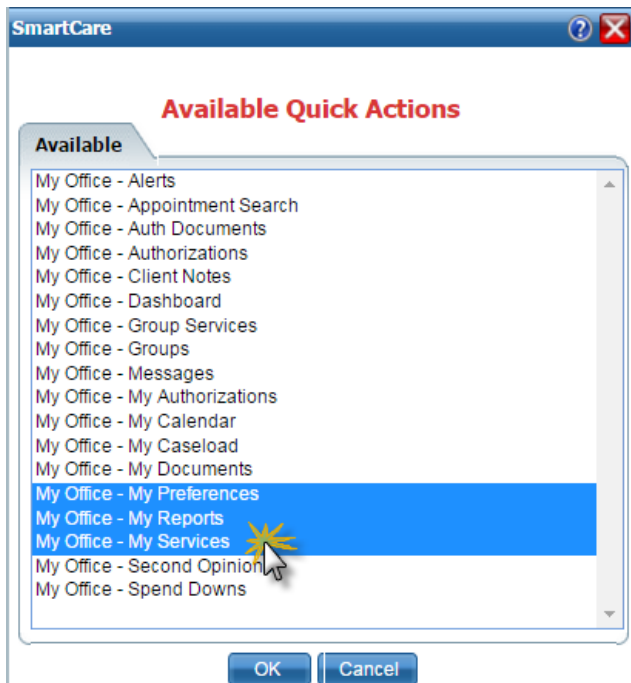 SmartCare
Available Quick Actions
Available
My Office - Alerts
My Office - Appointment Search
My Office - Auth Documents
My Office - Authorizations
My Office - Client Notes
My Office - Dashboard
My Office - Group Services
My Office - Groups
My Office - Messages
My Office - My Authorizations
My Office - My Calendar
My Office - My Caseload
My Office - My Documents
My Office - My Preferences
My Office - My Reports
My Office - My Services
My Office - Second Opinion
My Office - Spend Downs
OK Cancel